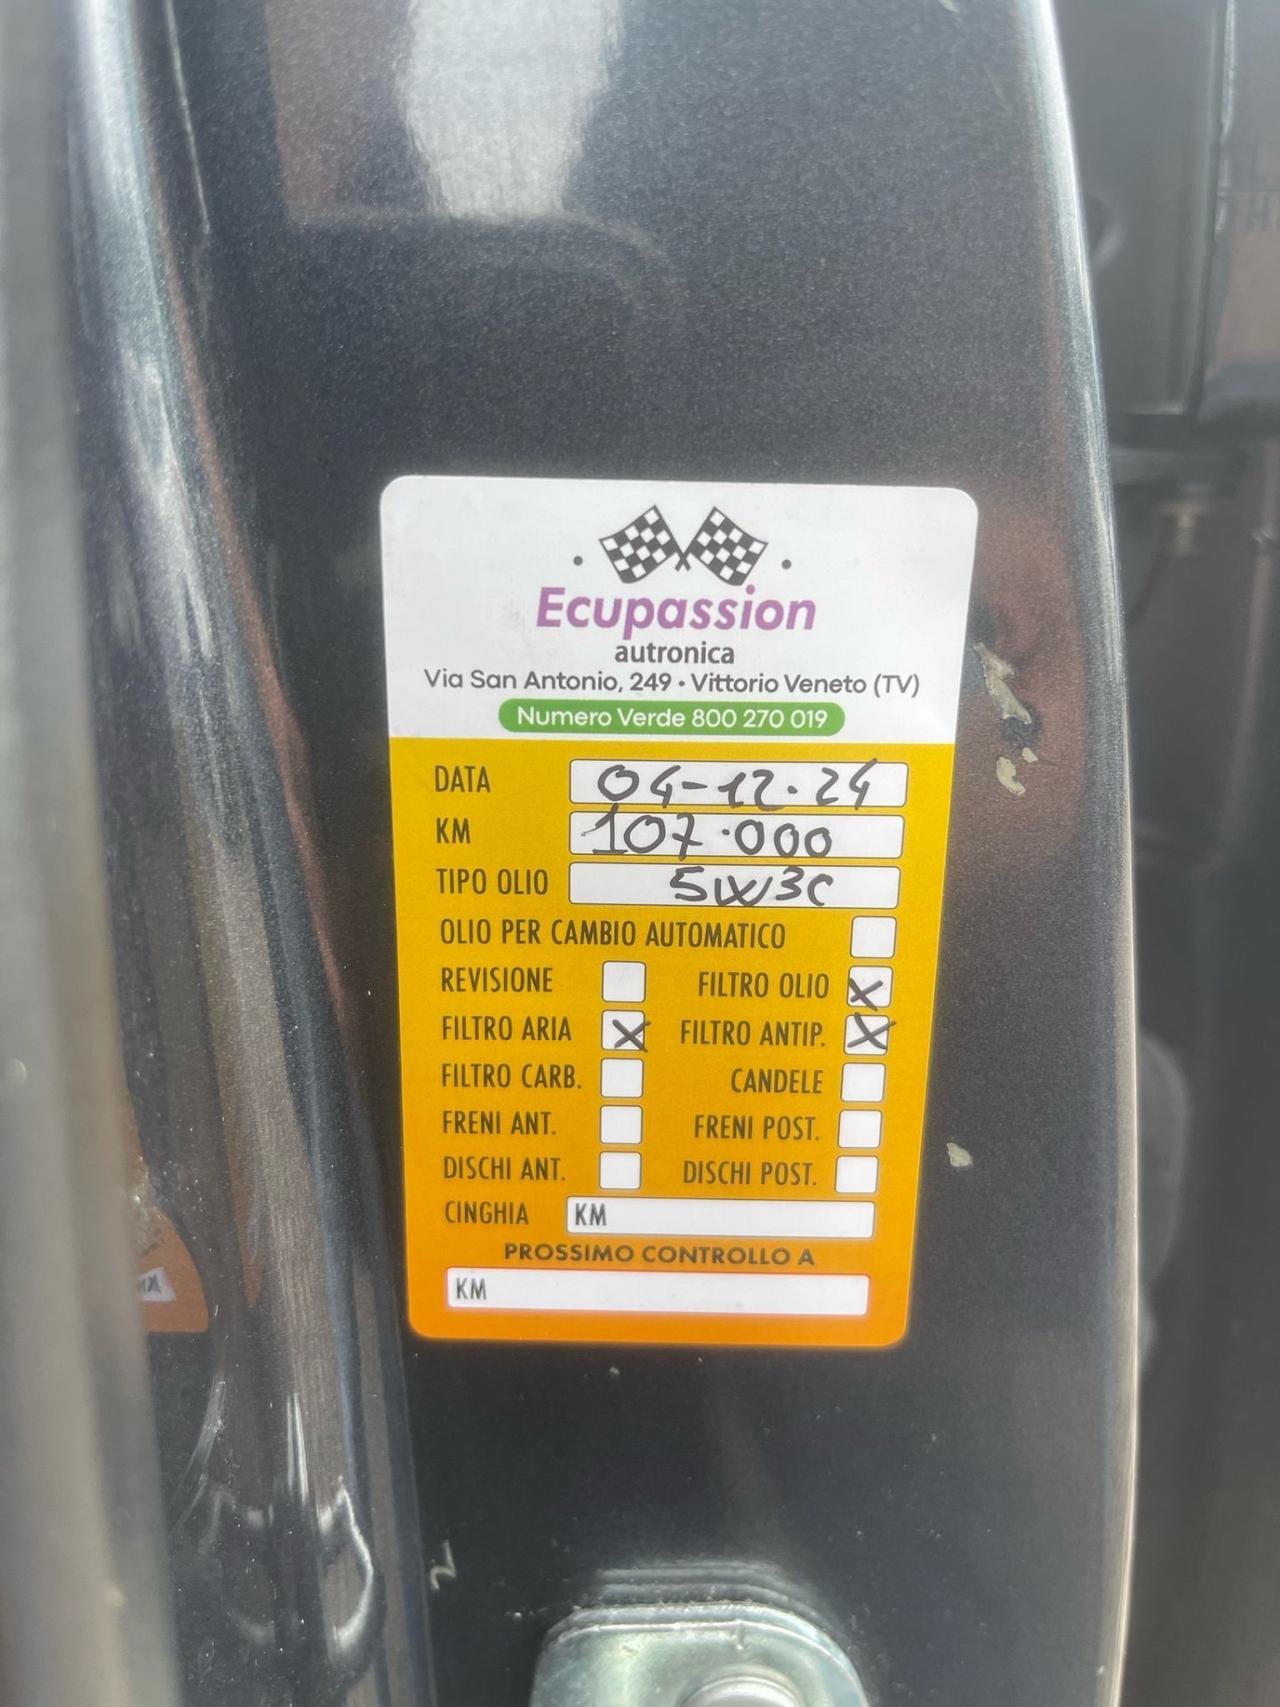 Ecupassion
autronica
Via San Antonio, 249 • Vittorio Veneto (TV)
Numero Verde 800 270 019
DATA 04-12.24
KM 107.000
TIPO OLIO 5W30
OLIO PER CAMBIO AUTOMATICO
REVISIONE FILTRO OLIO X
FILTRO ARIA X FILTRO ANTIP. X
FILTRO CARB. CANDELE
FRENI ANT. FRENI POST.
DISCHI ANT. DISCHI POST.
CINGHIA KM
PROSSIMO CONTROLLO A
KM